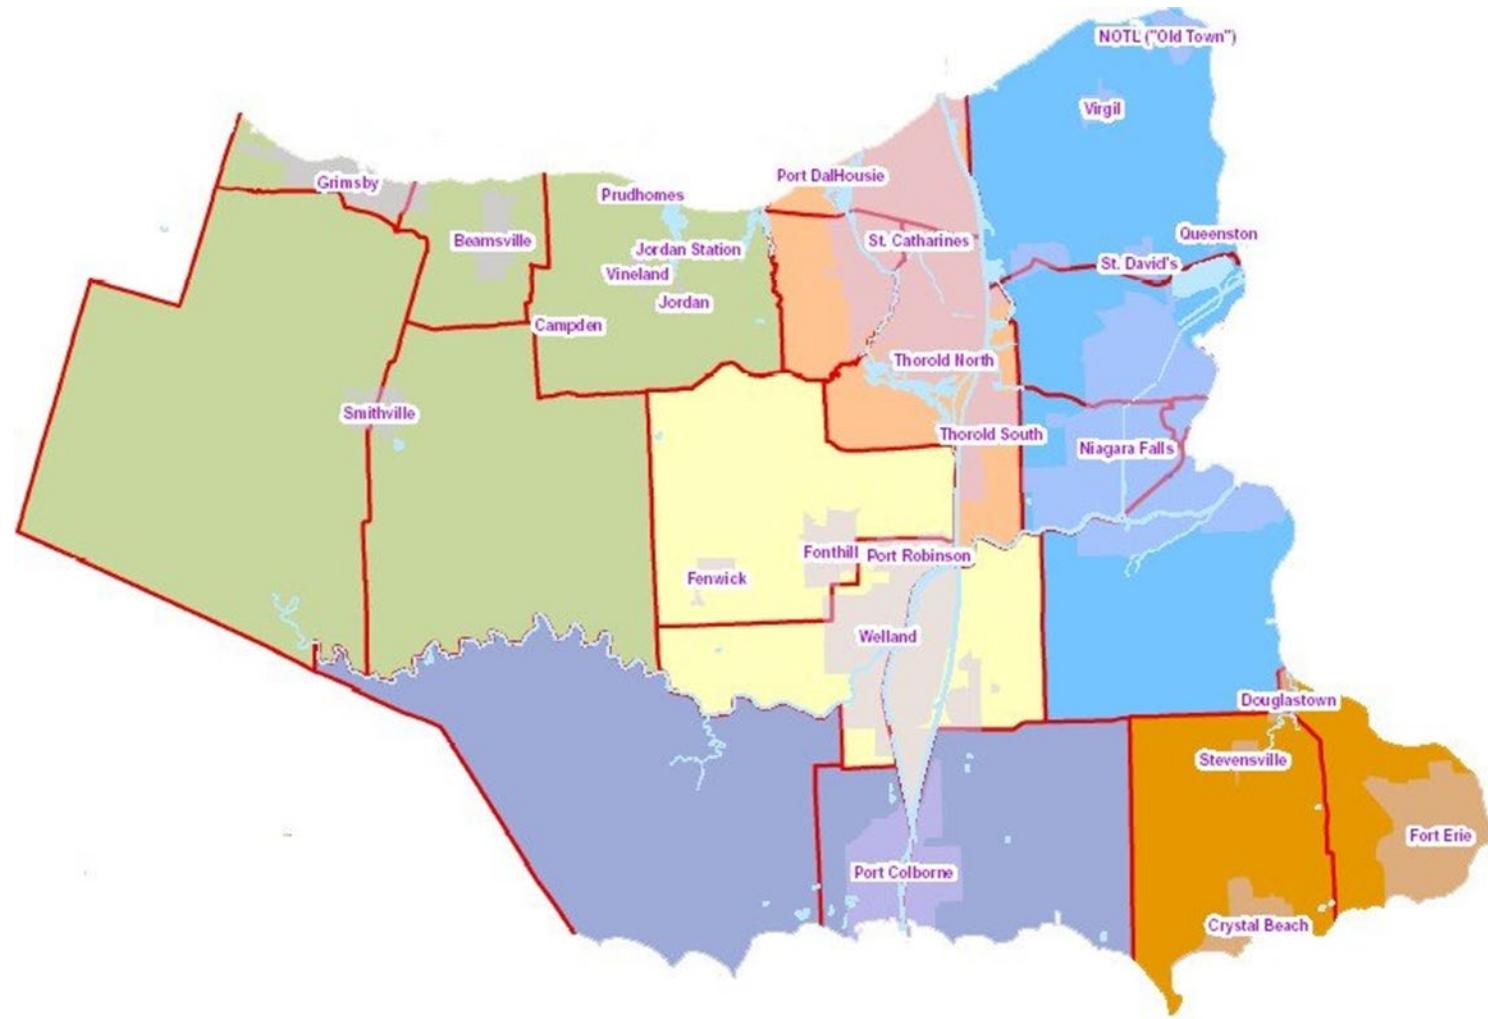 NOTL ("Old Town")
Virgil
Port DalHousie
Grimsby
Prudhomes
Queenston
Beamsville
St. Catharines
Jordan Station
St. David's
Vineland
Jordan
Campden
Thorold North
Smithville
Thorold South
Niagara Falls
Fonthill
Port Robinson
Fenwick
Welland
Douglastown
Stevensville
Fort Erie
Port Colborne
Crystal Beach